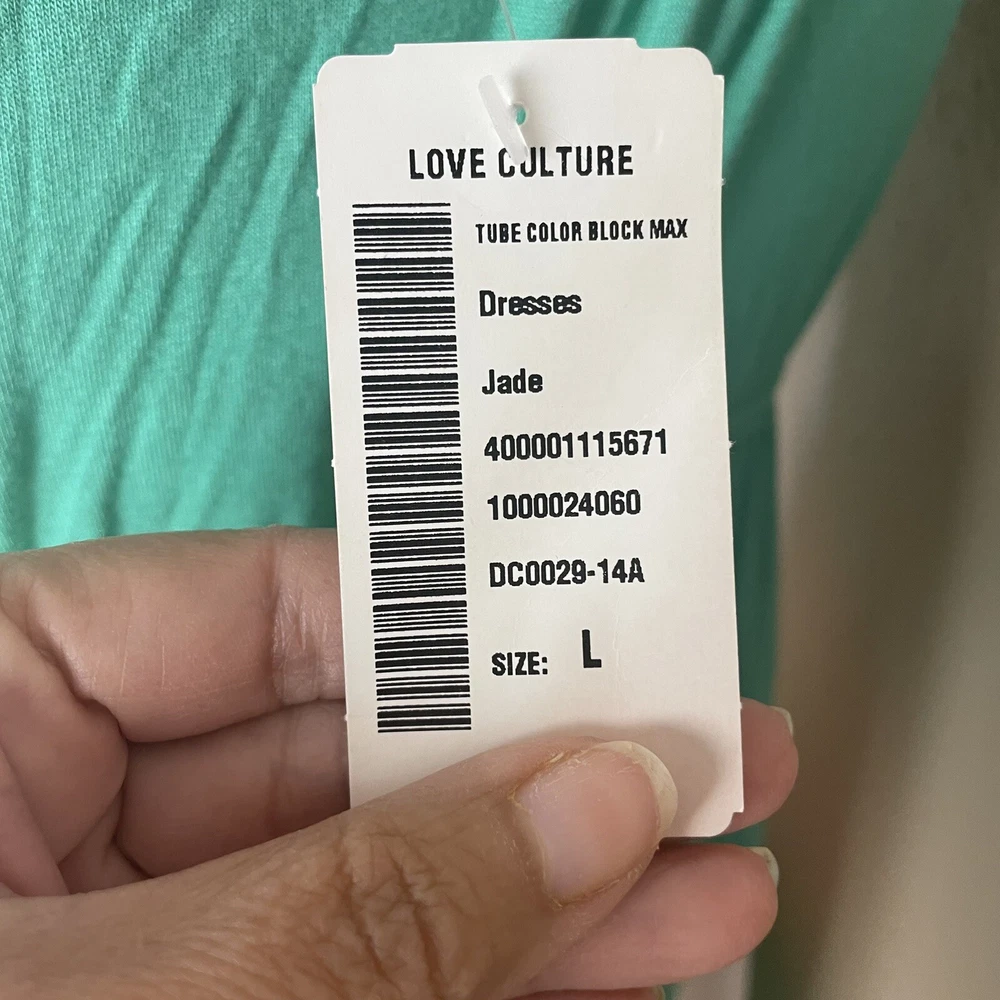 LOVE CULTURE
TUBE COLOR BLOCK MAX
Dresses
Jade
400001115671
1000024060
DC0029-14A
SIZE: L